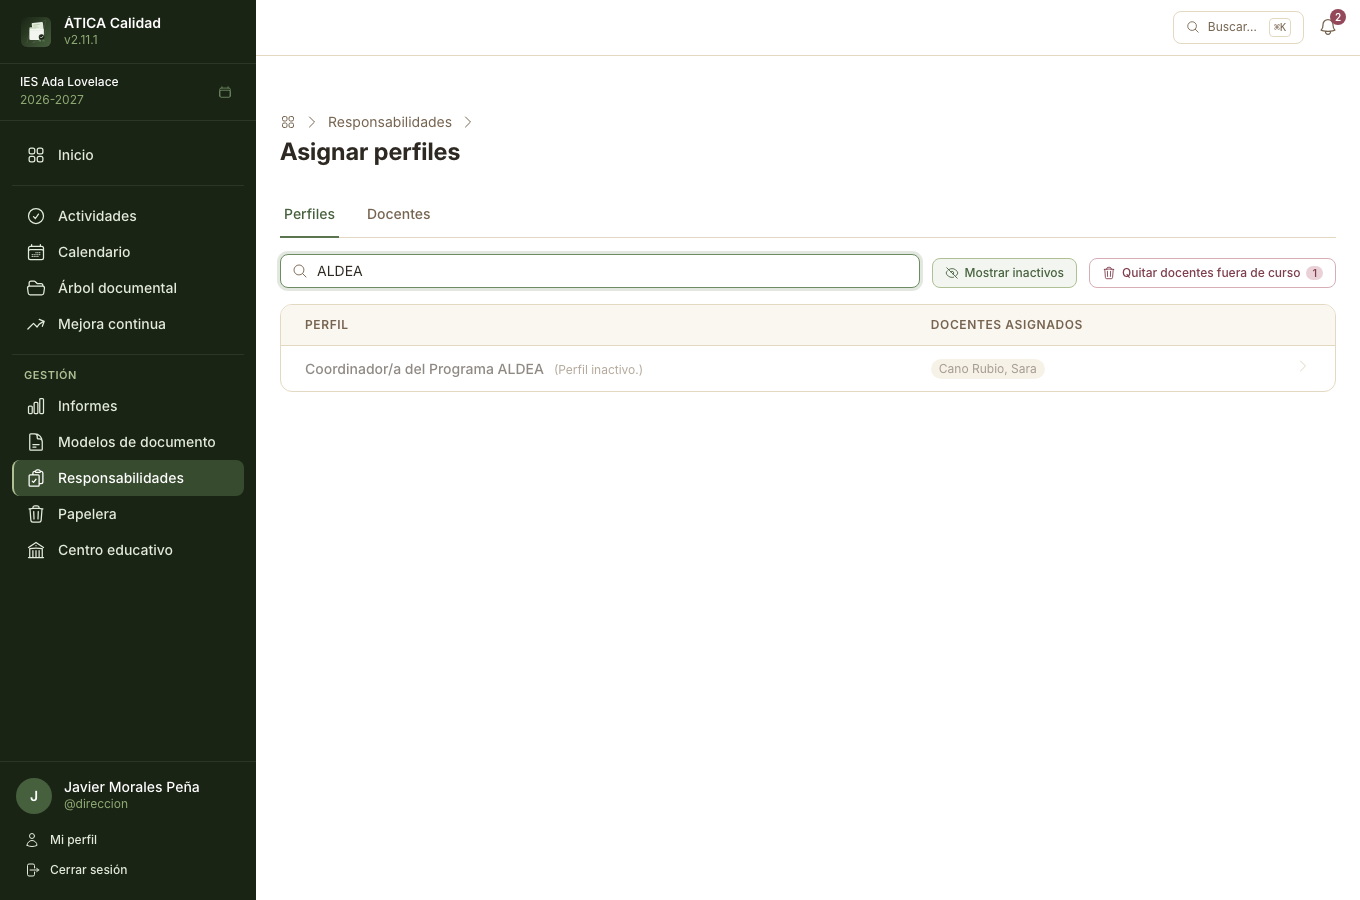 ÁTICA Calidad
v2.11.1
IES Ada Lovelace
2026-2027
Inicio
Actividades
Calendario
Árbol documental
Mejora continua
GESTIÓN
Informes
Modelos de documento
Responsabilidades
Papelera
Centro educativo
J
Javier Morales Peña
@direccion
Mi perfil
Cerrar sesión
Buscar... ⌘K
2
Responsabilidades
Asignar perfiles
Perfiles Docentes
ALDEA Mostrar inactivos Quitar docentes fuera de curso 1
PERFIL DOCENTES ASIGNADOS
Coordinador/a del Programa ALDEA (Perfil inactivo.) Cano Rubio, Sara